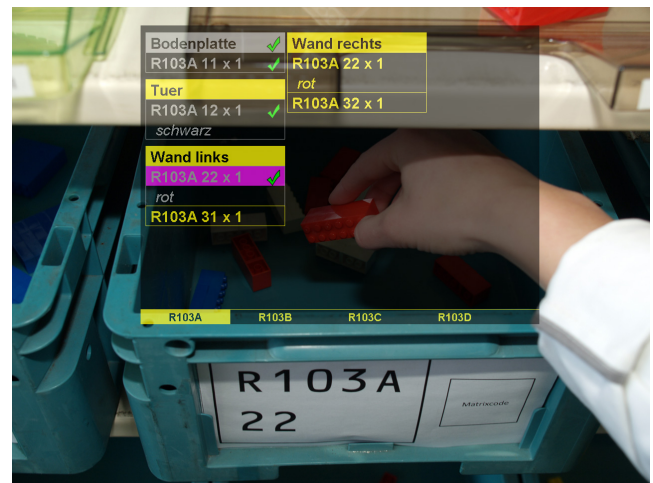 Bodenplatte
R103A 11 x 1
Tuer
R103A 12 x 1
schwarz
Wand links
R103A 22 x 1
rot
R103A 31 x 1
Wand rechts
R103A 22 x 1
rot
R103A 32 x 1
R103A R103B R103C R103D
R103A
22
Matrixcode